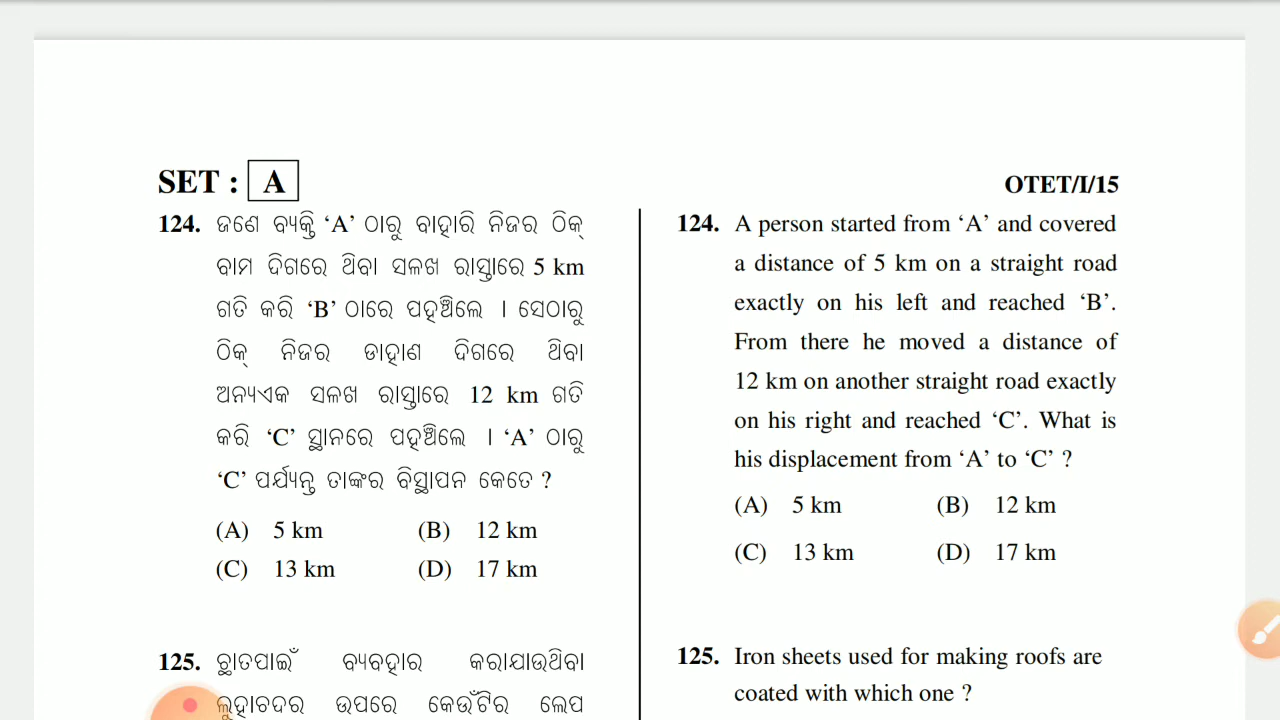 SET : A
OTET/I/15
124. ଜଣେ ବ୍ୟକ୍ତି ‘A’ ଠାରୁ ବାହାରି ନିଜର ଠିକ୍
ବାମ ଦିଗରେ ଥିବା ସଳଖ ରାସ୍ତାରେ 5 km
ଗତି କରି ‘B’ ଠାରେ ପହଞ୍ଚିଲେ । ସେଠାରୁ
ଠିକ୍ ନିଜର ଡାହାଣ ଦିଗରେ ଥିବା
ଅନ୍ୟଏକ ସଳଖ ରାସ୍ତାରେ 12 km ଗତି
କରି ‘C’ ସ୍ଥାନରେ ପହଞ୍ଚିଲେ । ‘A’ ଠାରୁ
‘C’ ପର୍ଯ୍ୟନ୍ତ ତାଙ୍କର ବିସ୍ଥାପନ କେତେ ?
(A) 5 km (B) 12 km
(C) 13 km (D) 17 km
125. ଛାତପାଇଁ ବ୍ୟବହାର କରାଯାଉଥିବା
ଲୁହାଚଦର ଉପରେ କେଉଁଟିର ଲେପ
124. A person started from ‘A’ and covered
a distance of 5 km on a straight road
exactly on his left and reached ‘B’.
From there he moved a distance of
12 km on another straight road exactly
on his right and reached ‘C’. What is
his displacement from ‘A’ to ‘C’ ?
(A) 5 km (B) 12 km
(C) 13 km (D) 17 km
125. Iron sheets used for making roofs are
coated with which one ?